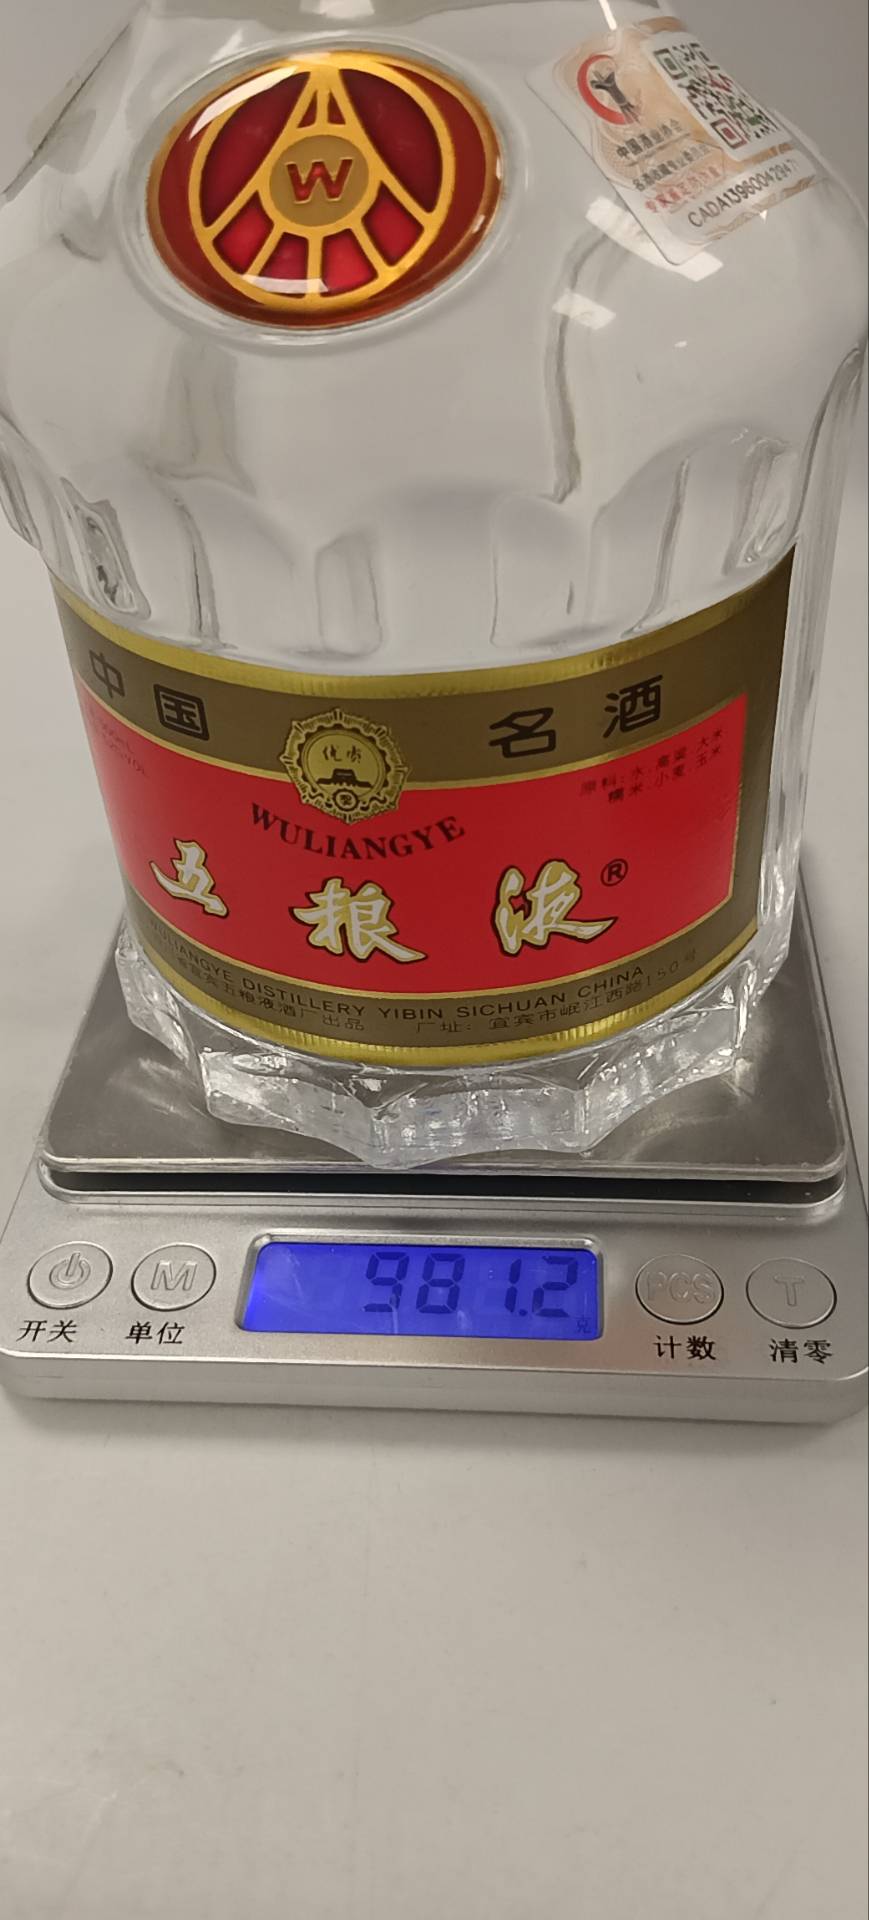 W
中国酒业协会
CADA139600429471
中国 名酒
优质
原料：水、高粱、大米
糯米、小麦、玉米
WULIANGYE
五粮液®
WULIANGYE DISTILLERY YIBIN SICHUAN CHINA
宜宾五粮液酒厂出品 厂址：宜宾市岷江西路150号
981.2
克
M
PCS
T
开关
单位
计数
清零